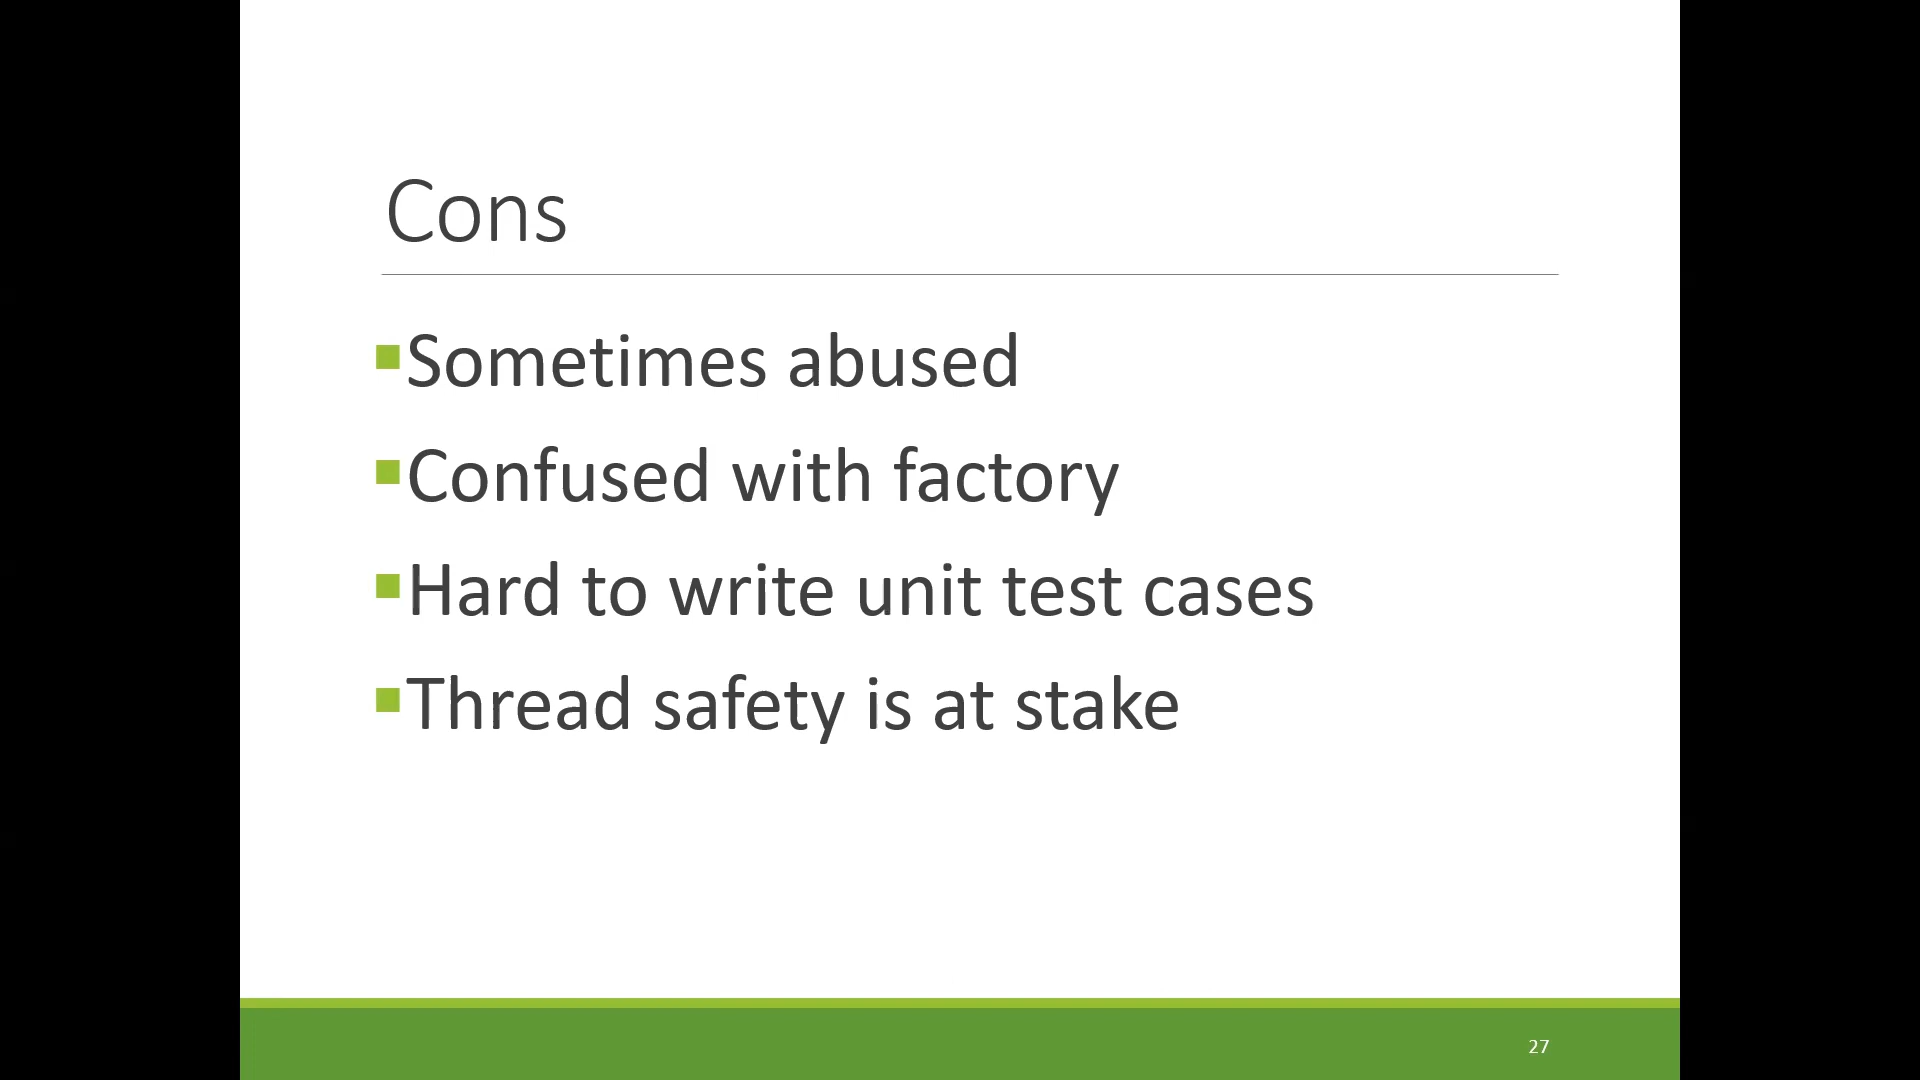 Cons
▪Sometimes abused
▪Confused with factory
▪Hard to write unit test cases
▪Thread safety is at stake
27